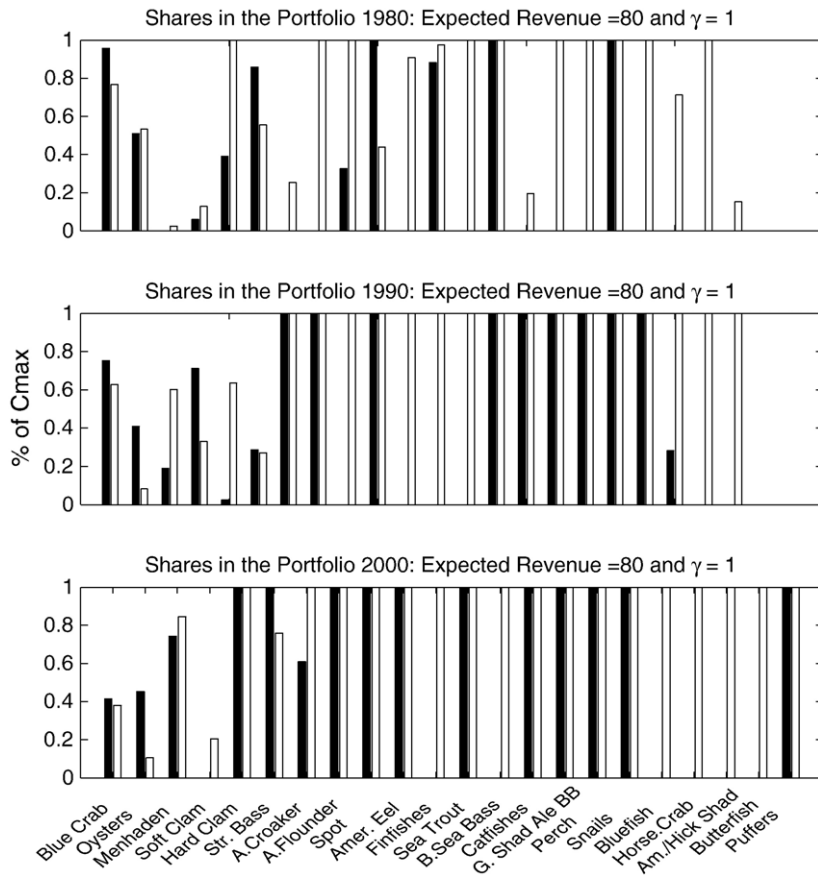 Shares in the Portfolio 1980: Expected Revenue =80 and γ = 1
1
0.8
0.6
0.4
0.2
0
Shares in the Portfolio 1990: Expected Revenue =80 and γ = 1
1
0.8
0.6
0.4
0.2
0
% of Cmax
Shares in the Portfolio 2000: Expected Revenue =80 and γ = 1
1
0.8
0.6
0.4
0.2
0
Blue Crab
Oysters
Menhaden
Soft Clam
Hard Clam
Str. Bass
A.Croaker
A.Flounder
Spot
Amer. Eel
Finfishes
Sea Trout
B.Sea Bass
Catfishes
G. Shad Ale BB
Perch
Snails
Bluefish
Horse.Crab
Am./Hick Shad
Butterfish
Puffers